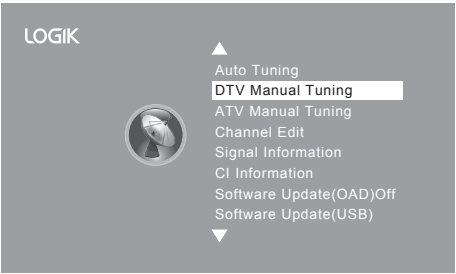 LOGIK
Auto Tuning
DTV Manual Tuning
ATV Manual Tuning
Channel Edit
Signal Information
CI Information
Software Update(OAD)Off
Software Update(USB)